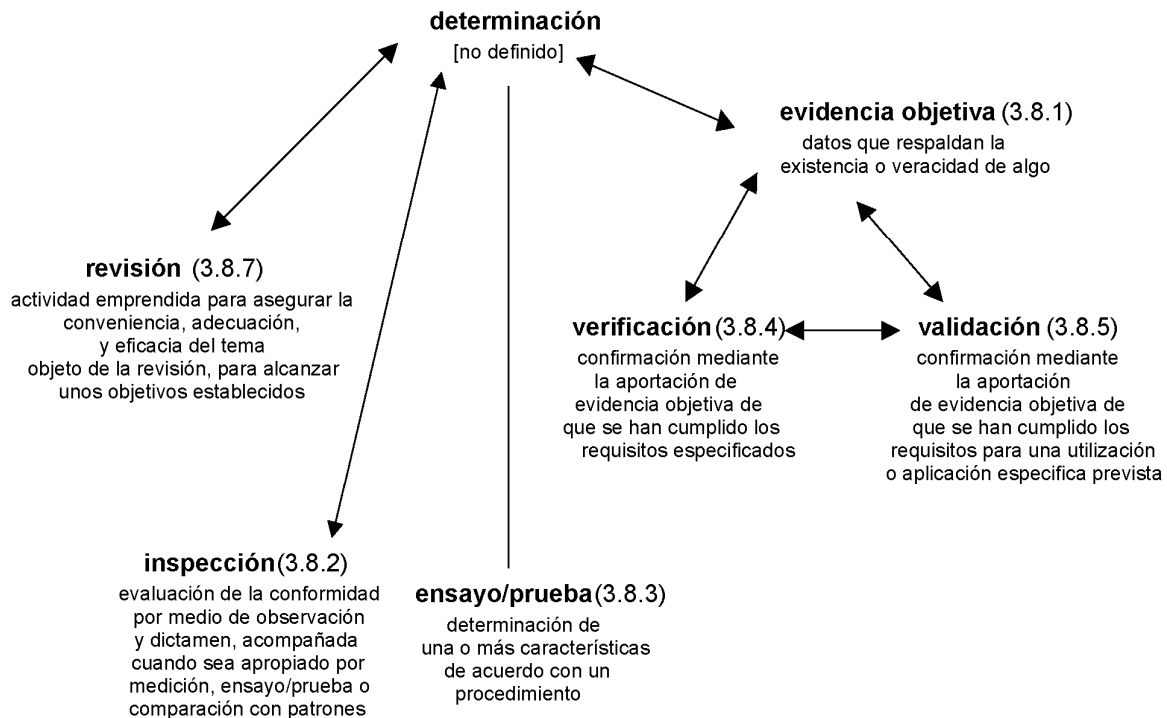 determinación
[no definido]
evidencia objetiva (3.8.1)
datos que respaldan la
existencia o veracidad de algo
revisión (3.8.7)
actividad emprendida para asegurar la
conveniencia, adecuación,
y eficacia del tema
objeto de la revisión, para alcanzar
unos objetivos establecidos
verificación (3.8.4)
confirmación mediante
la aportación de
evidencia objetiva de
que se han cumplido los
requisitos especificados
validación (3.8.5)
confirmación mediante
la aportación
de evidencia objetiva de
que se han cumplido los
requisitos para una utilización
o aplicación especifica prevista
inspección (3.8.2)
evaluación de la conformidad
por medio de observación
y dictamen, acompañada
cuando sea apropiado por
medición, ensayo/prueba o
comparación con patrones
ensayo/prueba (3.8.3)
determinación de
una o más características
de acuerdo con un
procedimiento